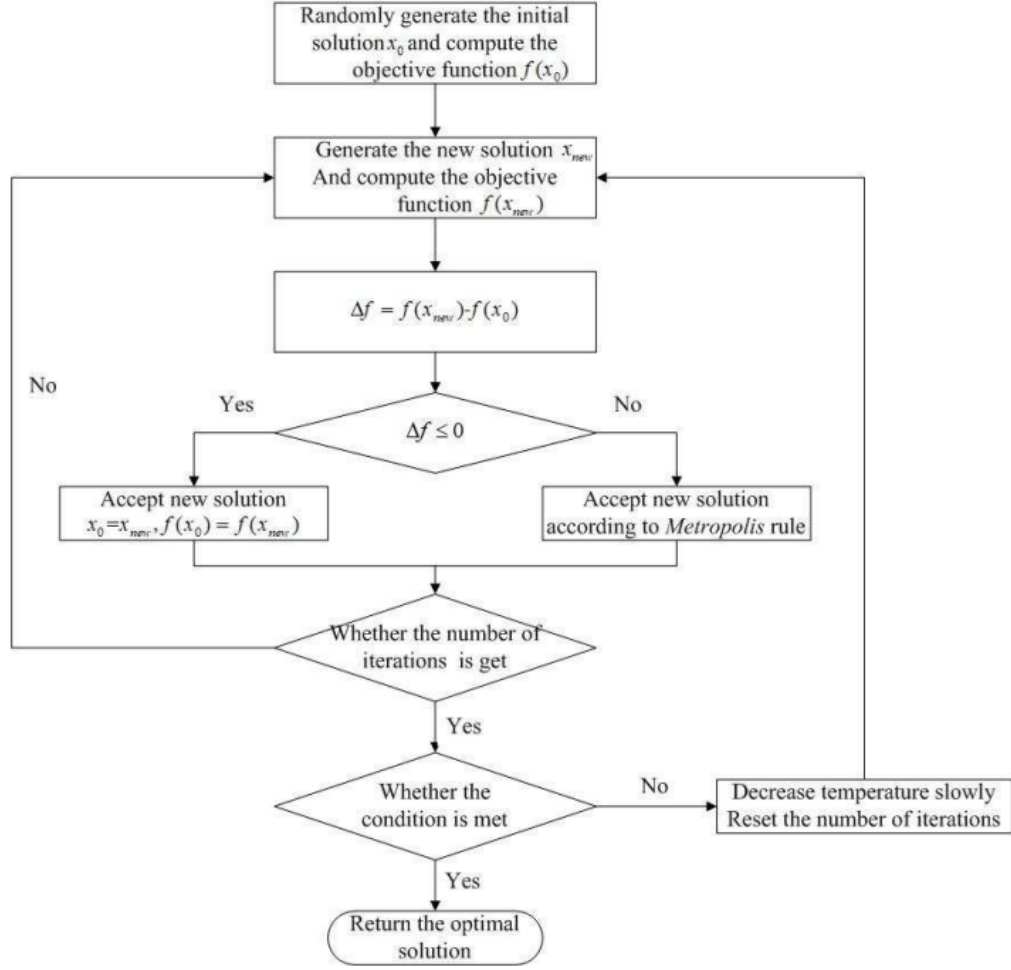 Randomly generate the initial
solution x₀ and compute the
objective function f(x₀)
Generate the new solution xₙₑw
And compute the objective
function f(xₙₑw)
Δf = f(xₙₑw)-f(x₀)
No
Yes
No
Δf ≤ 0
Accept new solution
x₀=xₙₑw, f(x₀) = f(xₙₑw)
Accept new solution
according to Metropolis rule
Whether the number of
iterations is get
Yes
Whether the
condition is met
No
Decrease temperature slowly
Reset the number of iterations
Yes
Return the optimal
solution